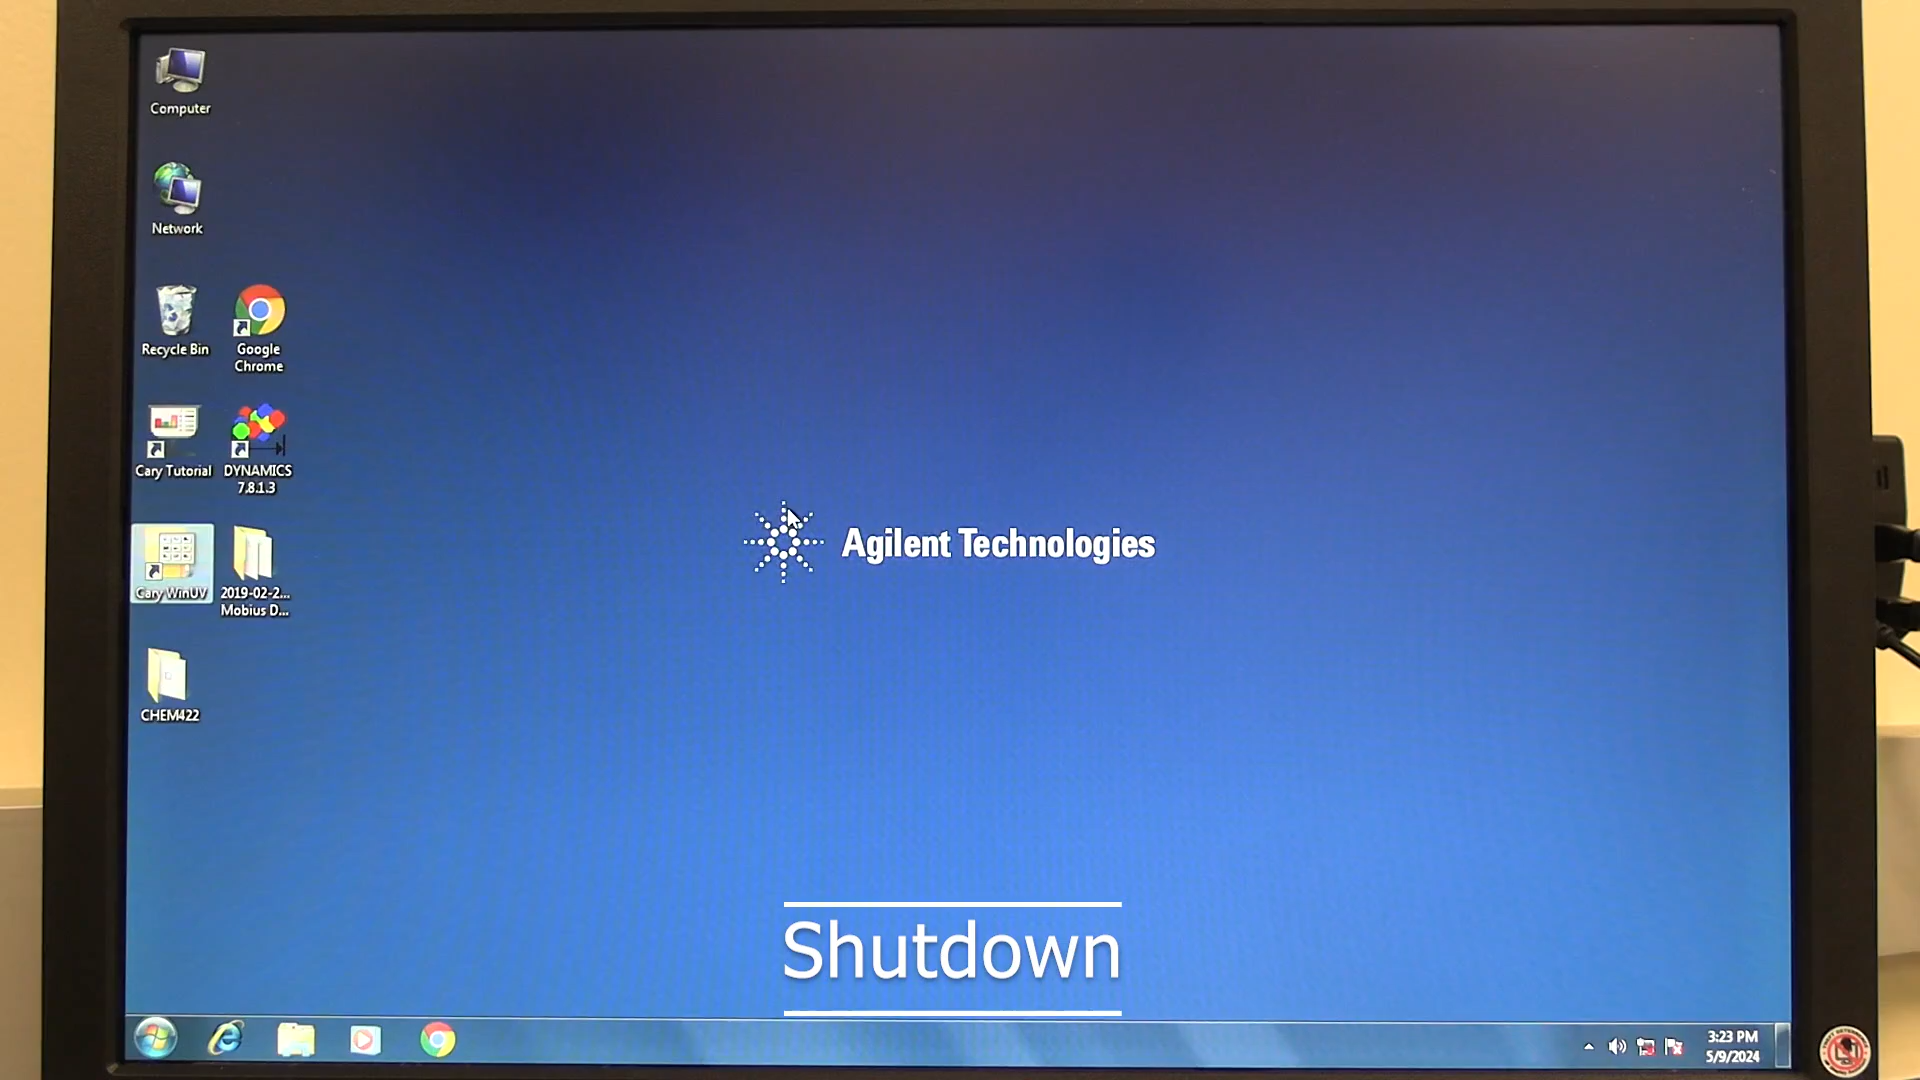 Computer
Network
Recycle Bin
Google
Chrome
Cary Tutorial
DYNAMICS
7.8.1.3
Cary WinUV
2019-02-2...
Mobius D...
CHEM422
Agilent Technologies
Shutdown
3:23 PM
5/9/2024